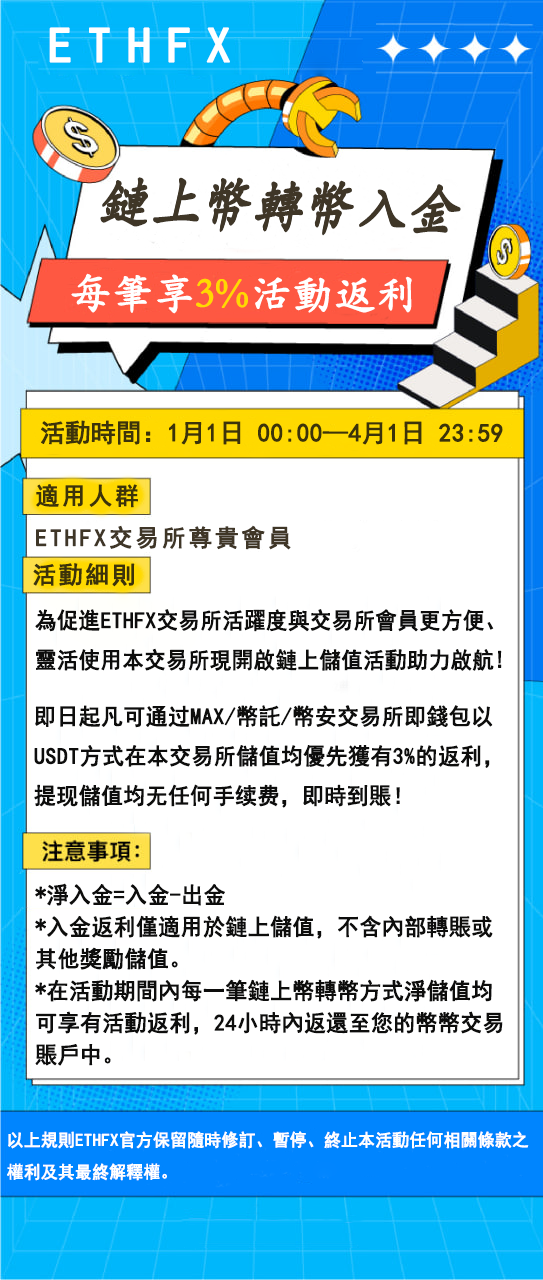 ETHFX
鏈上幣轉幣入金
每筆享3%活動返利
活動時間：1月1日 00:00—4月1日 23:59
適用人群
ETHFX交易所尊貴會員
活動細則
為促進ETHFX交易所活躍度與交易所會員更方便、
靈活使用本交易所現開啟鏈上儲值活動助力啟航！
即日起凡可通过MAX/幣託/幣安交易所即錢包以
USDT方式在本交易所儲值均優先獲有3%的返利，
提现儲值均无任何手续费，即時到賬！
注意事項：
*淨入金=入金-出金
*入金返利僅適用於鏈上儲值，不含內部轉賬或
其他獎勵儲值。
*在活動期間內每一筆鏈上幣轉幣方式淨儲值均
可享有活動返利，24小時內返還至您的幣幣交易
賬戶中。
以上規則ETHFX官方保留隨時修訂、暫停、終止本活動任何相關條款之
權利及其最終解釋權。